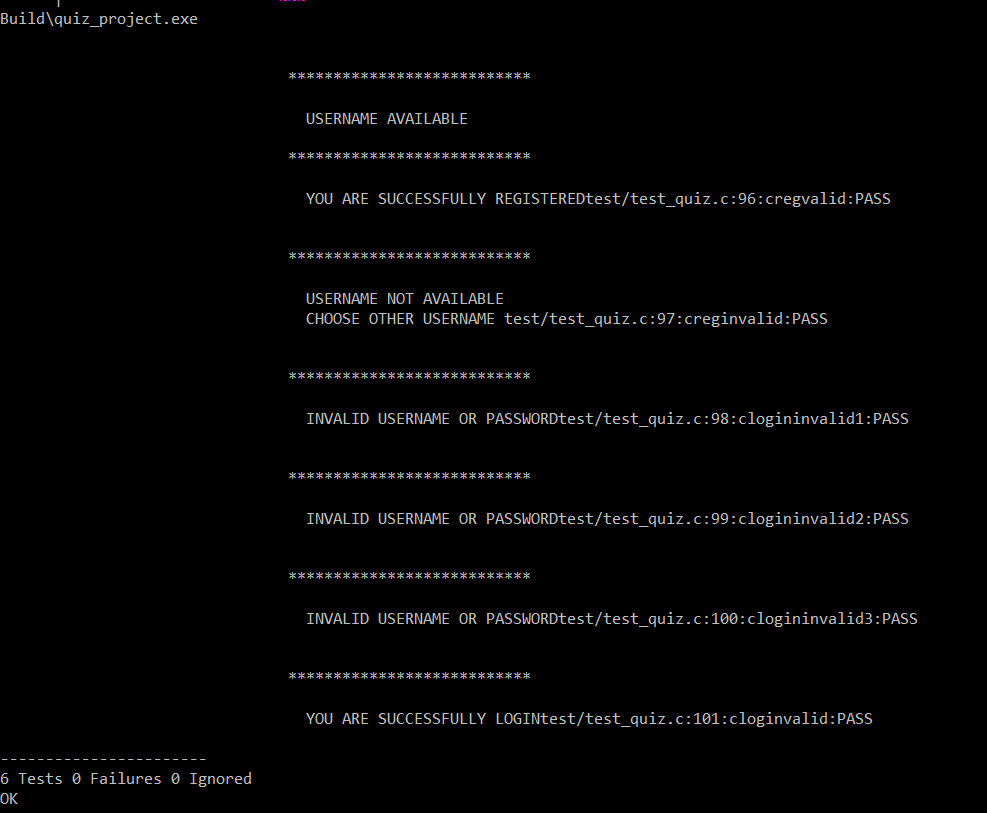 Build\quiz_project.exe
***************************
USERNAME AVAILABLE
***************************
YOU ARE SUCCESSFULLY REGISTEREDtest/test_quiz.c:96:cregvalid:PASS
***************************
USERNAME NOT AVAILABLE
CHOOSE OTHER USERNAME test/test_quiz.c:97:creginvalid:PASS
***************************
INVALID USERNAME OR PASSWORDtest/test_quiz.c:98:clogininvalid1:PASS
***************************
INVALID USERNAME OR PASSWORDtest/test_quiz.c:99:clogininvalid2:PASS
***************************
INVALID USERNAME OR PASSWORDtest/test_quiz.c:100:clogininvalid3:PASS
***************************
YOU ARE SUCCESSFULLY LOGINtest/test_quiz.c:101:cloginvalid:PASS
-----------------------
6 Tests 0 Failures 0 Ignored
OK